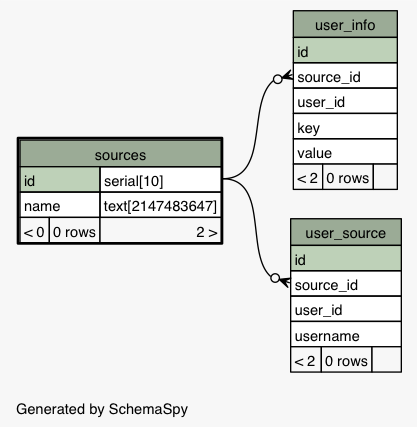 user_info
id
source_id
user_id
key
value
< 2 0 rows
sources
id serial[10]
name text[2147483647]
< 0 0 rows 2 >
user_source
id
source_id
user_id
username
< 2 0 rows
Generated by SchemaSpy